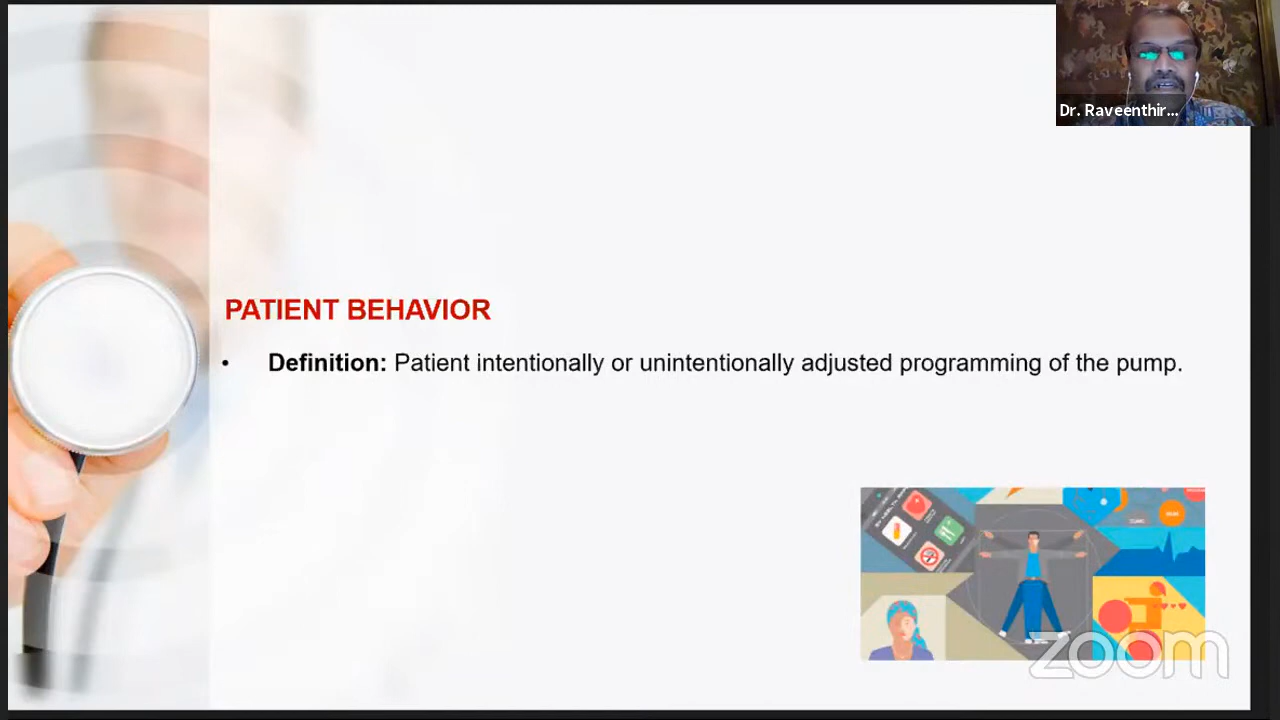 Dr. Raveenthir...
PATIENT BEHAVIOR
• Definition: Patient intentionally or unintentionally adjusted programming of the pump.
zoom